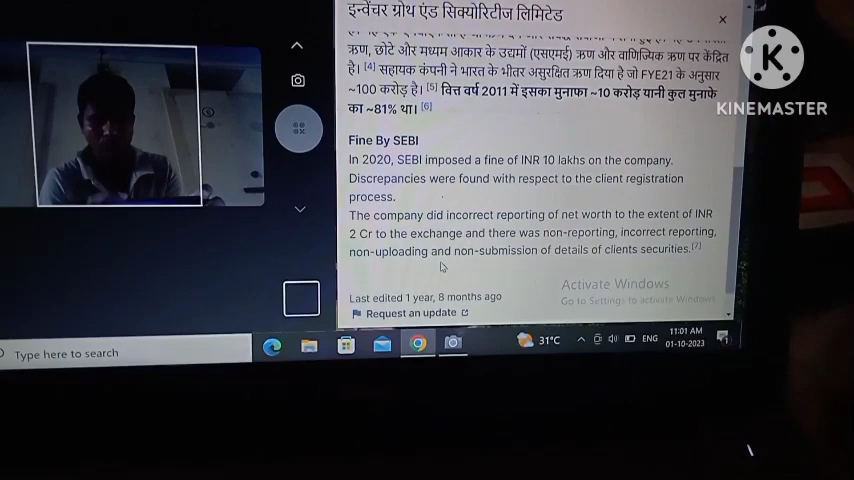 इन्वेंचर ग्रोथ एंड सिक्योरिटीज लिमिटेड
ऋण, छोटे और मध्यम आकार के उद्यमों (एसएमई) ऋण और वाणिज्यिक ऋण पर केंद्रित
है। [4] सहायक कंपनी ने भारत के भीतर असुरक्षित ऋण दिया है जो FYE21 के अनुसार
~100 करोड़ है। [5] वित्त वर्ष 2011 में इसका मुनाफा ~10 करोड़ यानी कुल मुनाफे
का ~81% था। [6]
Fine By SEBI
In 2020, SEBI imposed a fine of INR 10 lakhs on the company.
Discrepancies were found with respect to the client registration
process.
The company did incorrect reporting of net worth to the extent of INR
2 Cr to the exchange and there was non-reporting, incorrect reporting,
non-uploading and non-submission of details of clients securities.[7]
Activate Windows
Go to Settings to activate Windows
Last edited 1 year, 8 months ago
Request an update
Type here to search
31°C
ENG
11:01 AM
01-10-2023
1
K
KINEMASTER